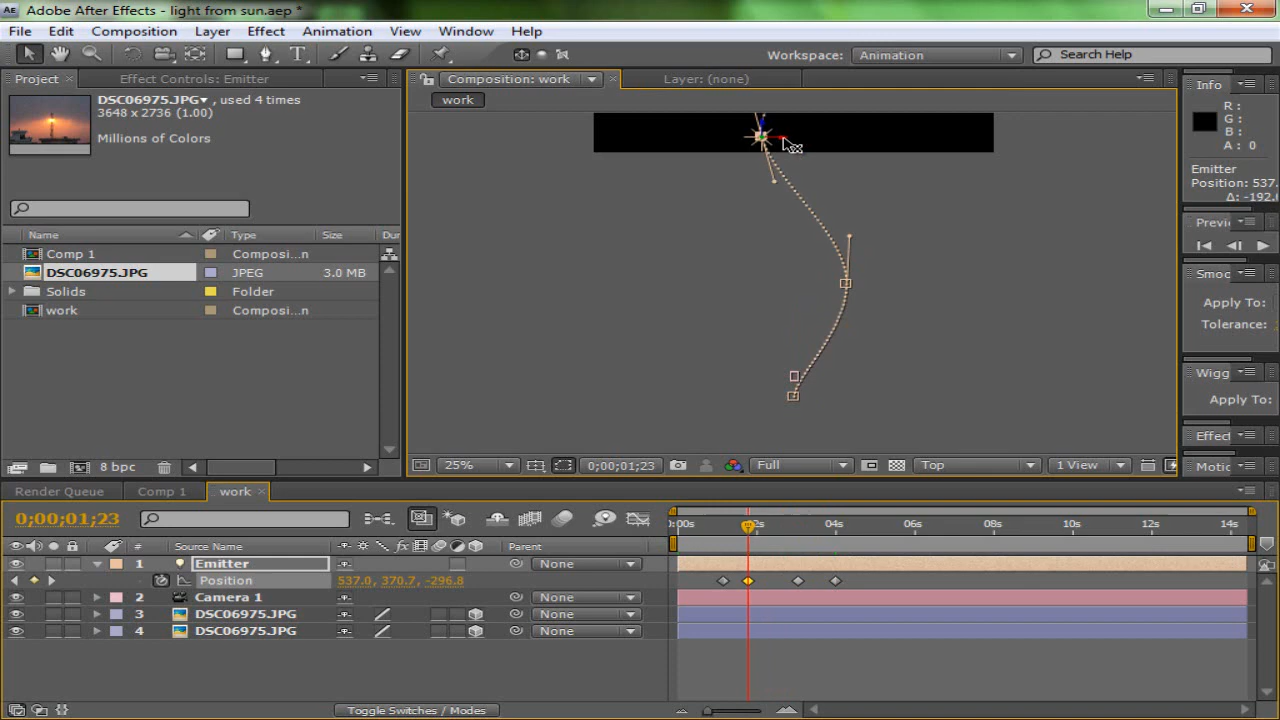 Adobe After Effects - light from sun.aep *
File Edit Composition Layer Effect Animation View Window Help
Workspace: Animation Search Help
Project Effect Controls: Emitter
Composition: work
Layer: (none)
Info
DSC06975.JPG , used 4 times
3648 x 2736 (1.00)
Millions of Colors
work
R :
G :
B :
A : 0
Emitter
Position: 537.
Δ: -192.
Previ
Smoc
Apply To:
Tolerance:
Wigg
Apply To:
Effect
Motic
Name Type Size Dur
Comp 1 Composi...n
DSC06975.JPG JPEG 3.0 MB
Solids Folder
work Composi...n
8 bpc
25% 0;00;01;23 Full Top 1 View
Render Queue Comp 1 work
0;00;01;23
:00s 2s 04s 06s 08s 10s 12s 14s
# Source Name Parent
1 Emitter None
Position 537.0, 370.7, -296.8
2 Camera 1 None
3 DSC06975.JPG None
4 DSC06975.JPG None
Toggle Switches / Modes